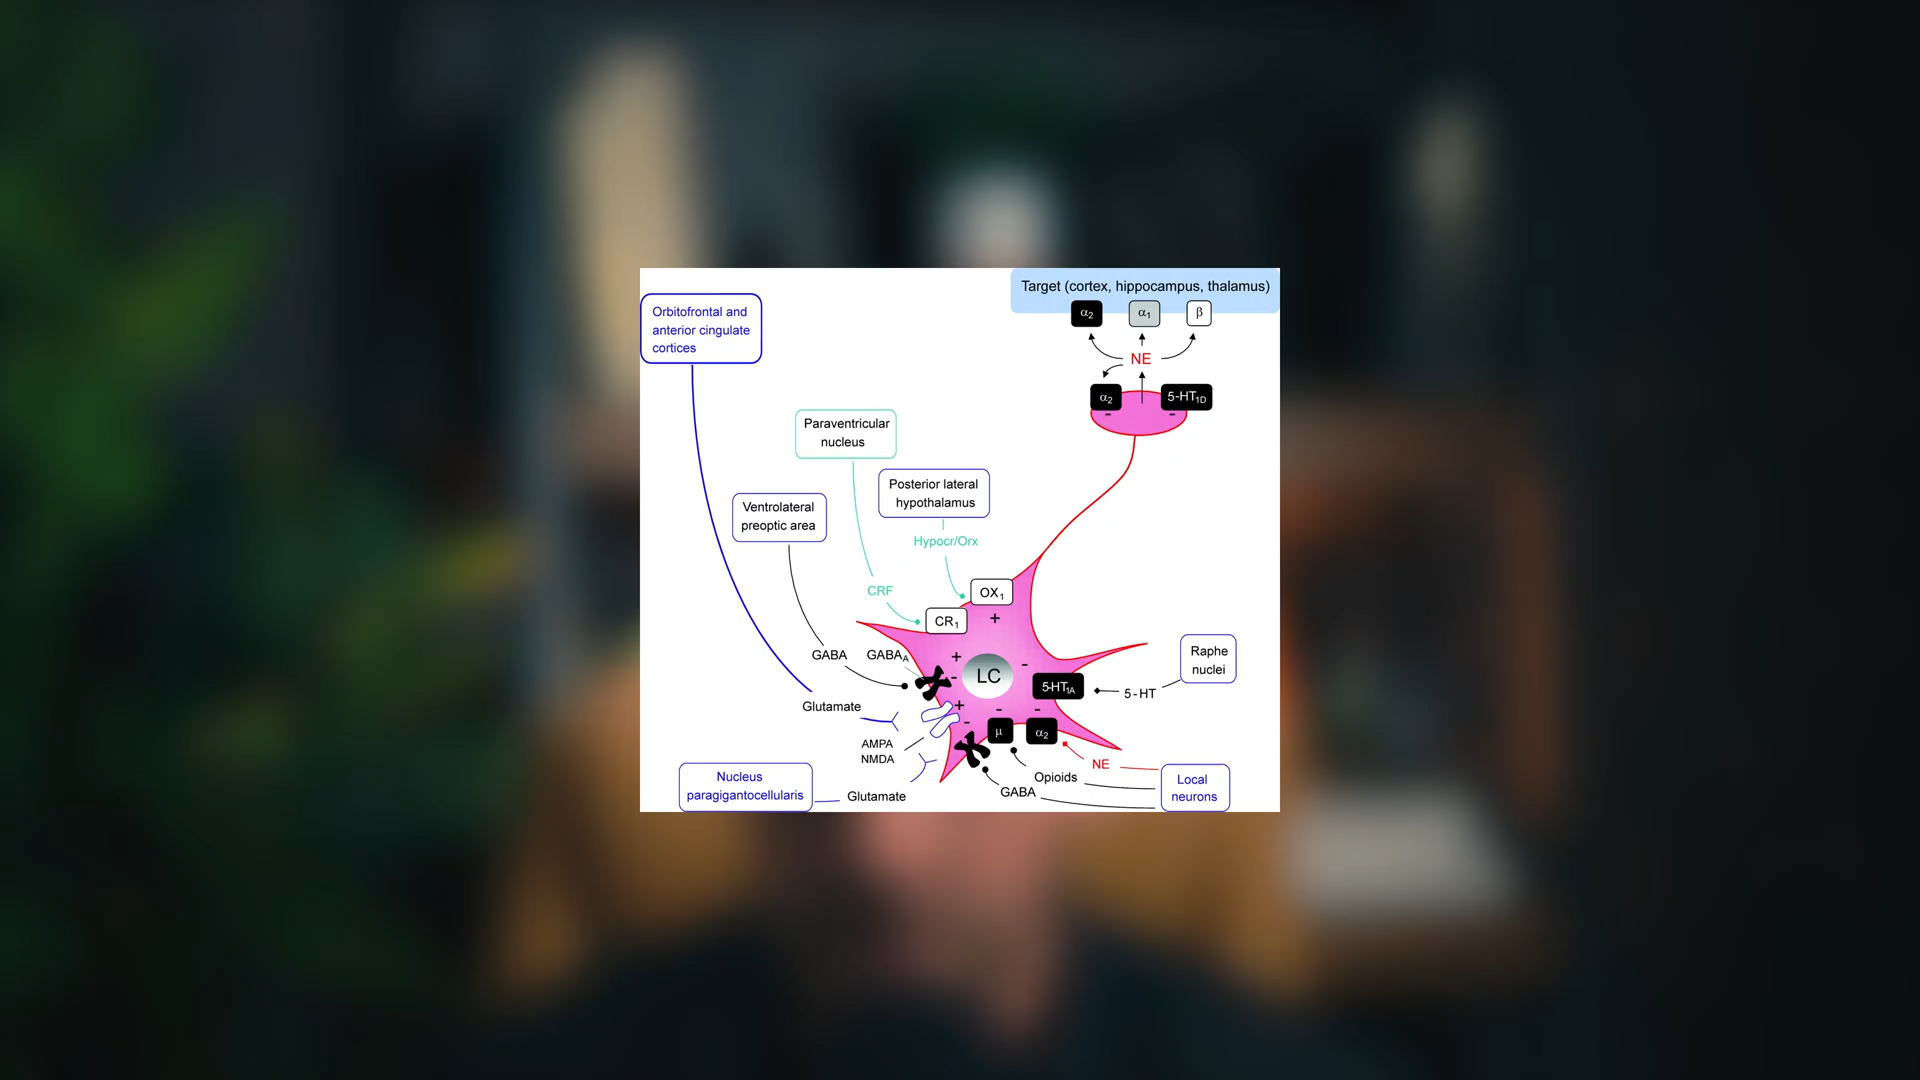 Target (cortex, hippocampus, thalamus)
α2
α1
β
NE
α2
5-HT1D
-
-
Orbitofrontal and
anterior cingulate
cortices
Paraventricular
nucleus
Posterior lateral
hypothalamus
Ventrolateral
preoptic area
Hypocr/Orx
CRF
OX1
CR1
+
GABA
GABAA
+
-
LC
-
Raphe
nuclei
5-HT1A
5-HT
Glutamate
+
-
-
-
μ
α2
AMPA
NMDA
NE
Opioids
GABA
Local
neurons
Nucleus
paragigantocellularis
Glutamate